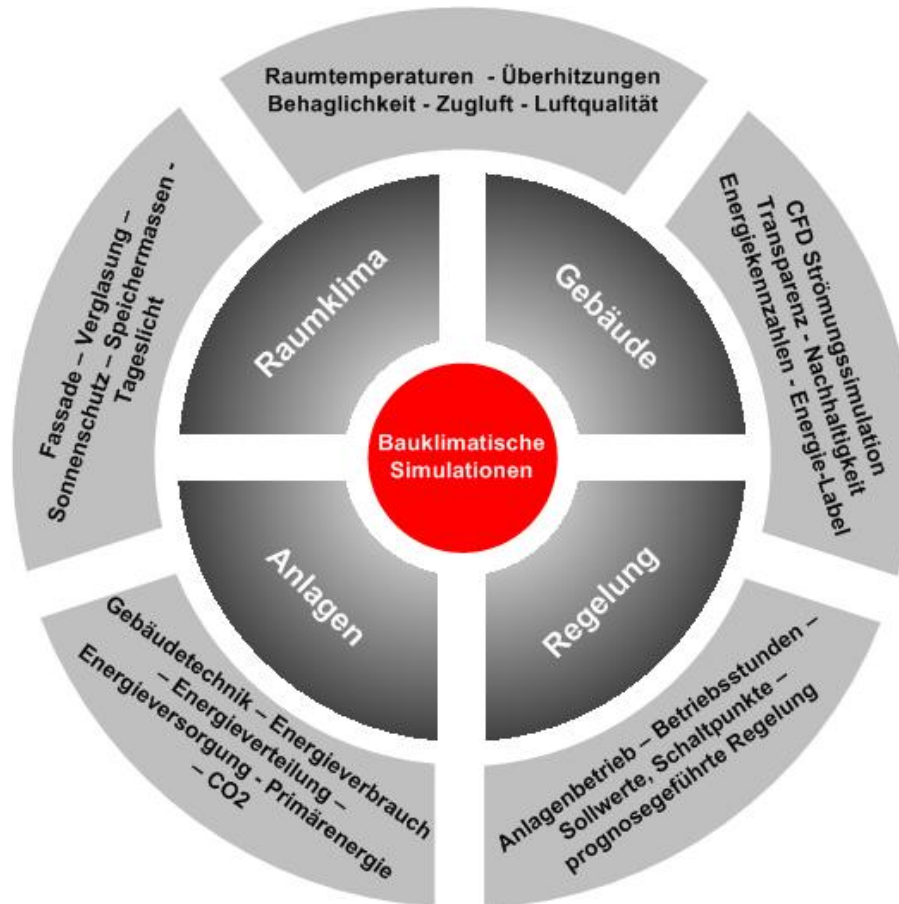 Raumtemperaturen - Überhitzungen
Behaglichkeit - Zugluft - Luftqualität
Fassade – Verglasung –
Sonnenschutz – Speichermassen -
Tageslicht
CFD Strömungssimulation
Transparenz - Nachhaltigkeit
Energiekennzahlen - Energie-Label
Raumklima
Gebäude
Bauklimatische
Simulationen
Anlagen
Regelung
Gebäudetechnik – Energieverbrauch
– Energieverteilung –
Energieversorgung - Primärenergie
– CO2
Anlagenbetrieb – Betriebsstunden –
Sollwerte, Schaltpunkte –
prognosegeführte Regelung